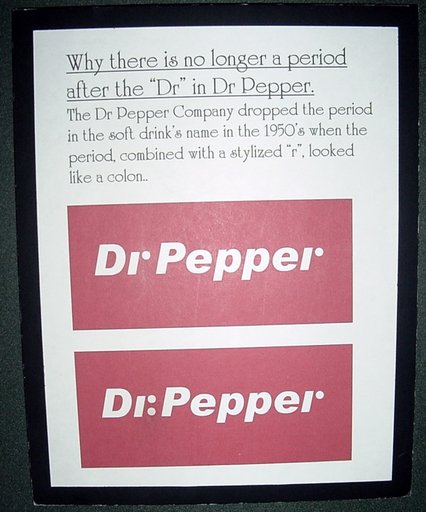 Why there is no longer a period
after the "Dr" in Dr Pepper.
The Dr Pepper Company dropped the period
in the soft drink's name in the 1950's when the
period, combined with a stylized "r", looked
like a colon..
Dr Pepper
Dr: Pepper